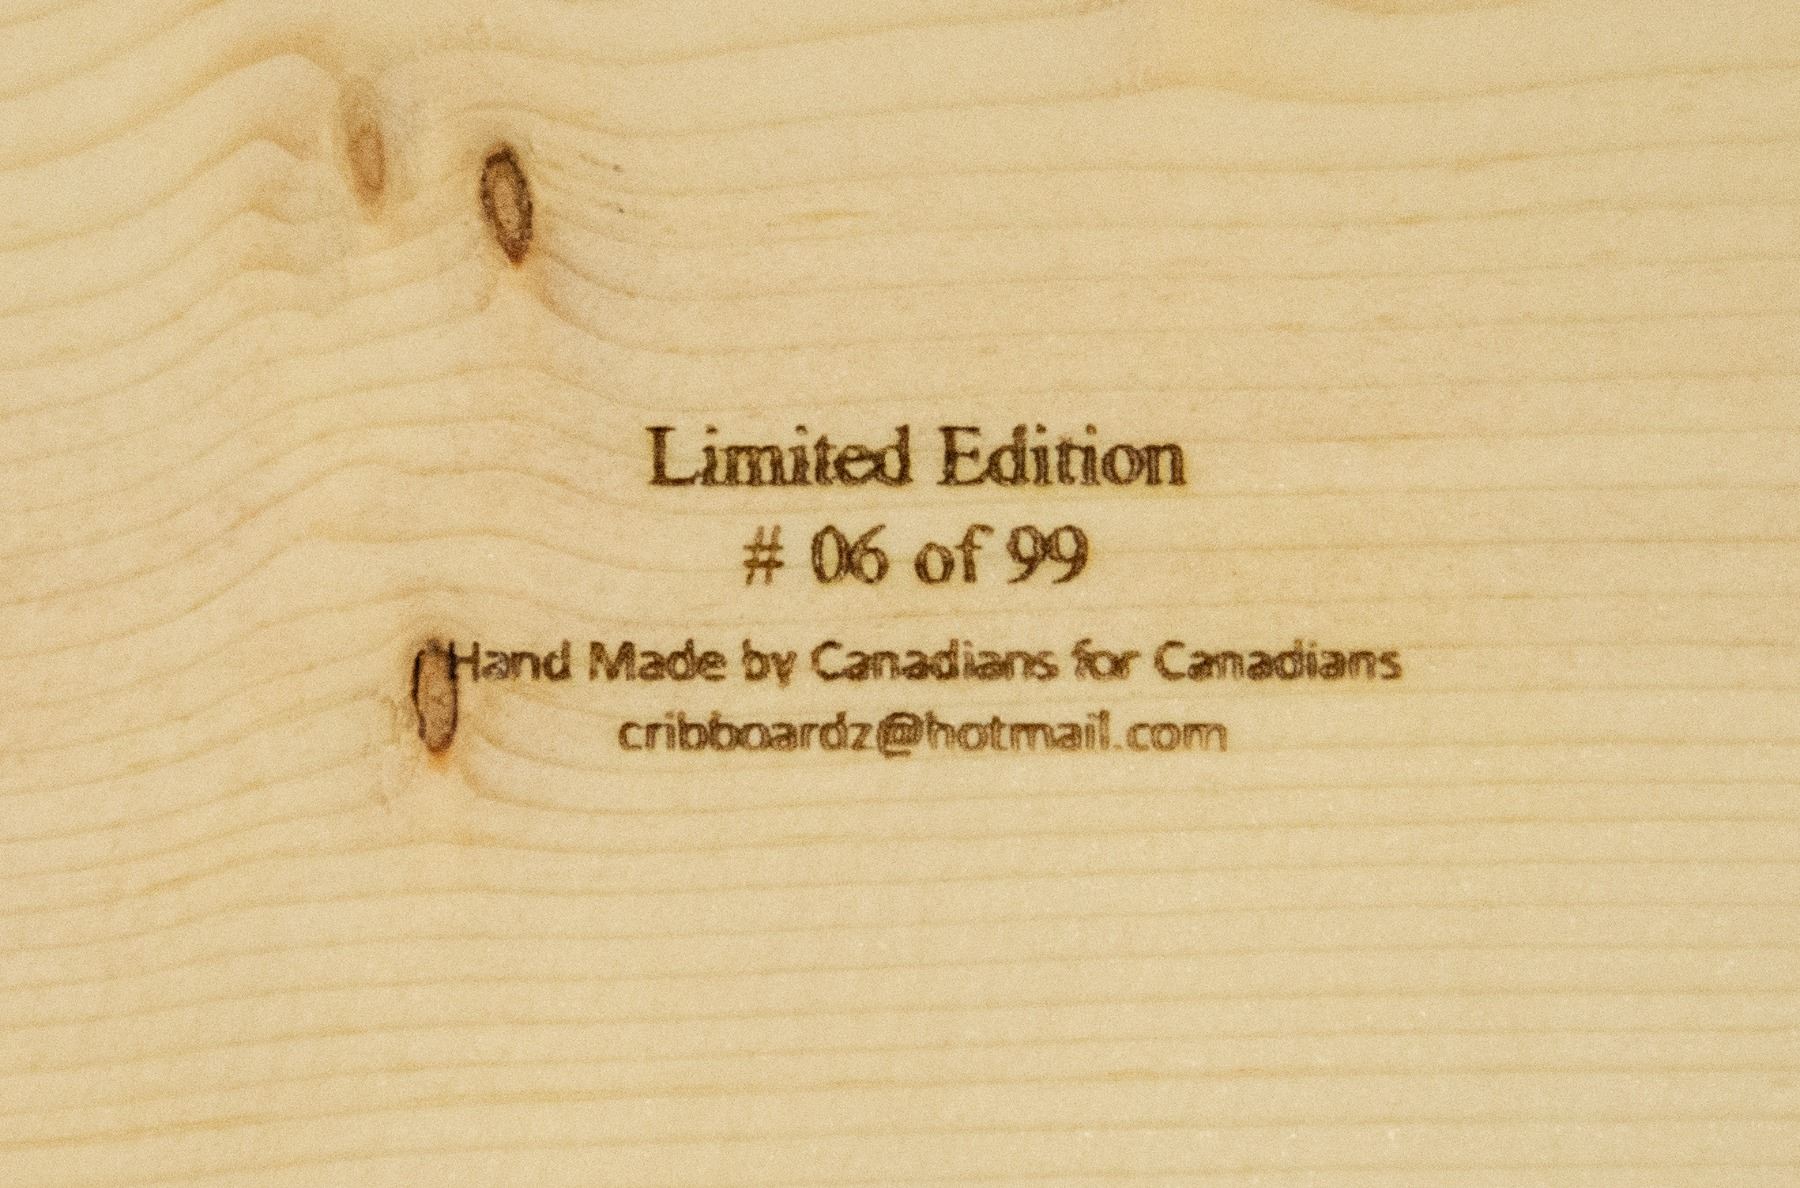 Limited Edition
# 06 of 99
Hand Made by Canadians for Canadians
cribboardz@hotmail.com